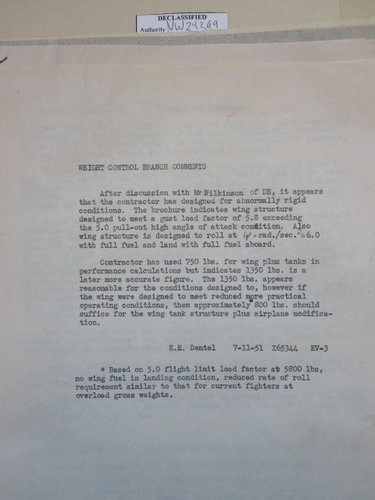 DECLASSIFIED
Authority NW24269
WEIGHT CONTROL BRANCH COMMENTS
After discussion with Mr.Wilkinson of DE, it appears
that the contractor has designed for abnormally rigid
conditions. The brochure indicates wing structure
designed to meet a gust load factor of 5.8 exceeding
the 5.0 pull-out high angle of attack condition. Also
wing structure is designed to roll at rad./sec. 6.0
with full fuel and land with full fuel aboard.
Contractor has used 750 lbs. for wing plus tanks in
performance calculations but indicates 1350 lbs. is a
later more accurate figure. The 1350 lbs. appears
reasonable for the conditions designed to, however if
the wing were designed to meet reduced more practical
operating conditions, then approximately 800 lbs. should
suffice for the wing tank structure plus airplane modifica-
tion.
K.E. Dentel 7-11-51 X65344 EV-3
* Based on 5.0 flight limit load factor at 5800 lbs,
no wing fuel in landing condition, reduced rate of roll
requirement similar to that for current fighters at
overload gross weights.